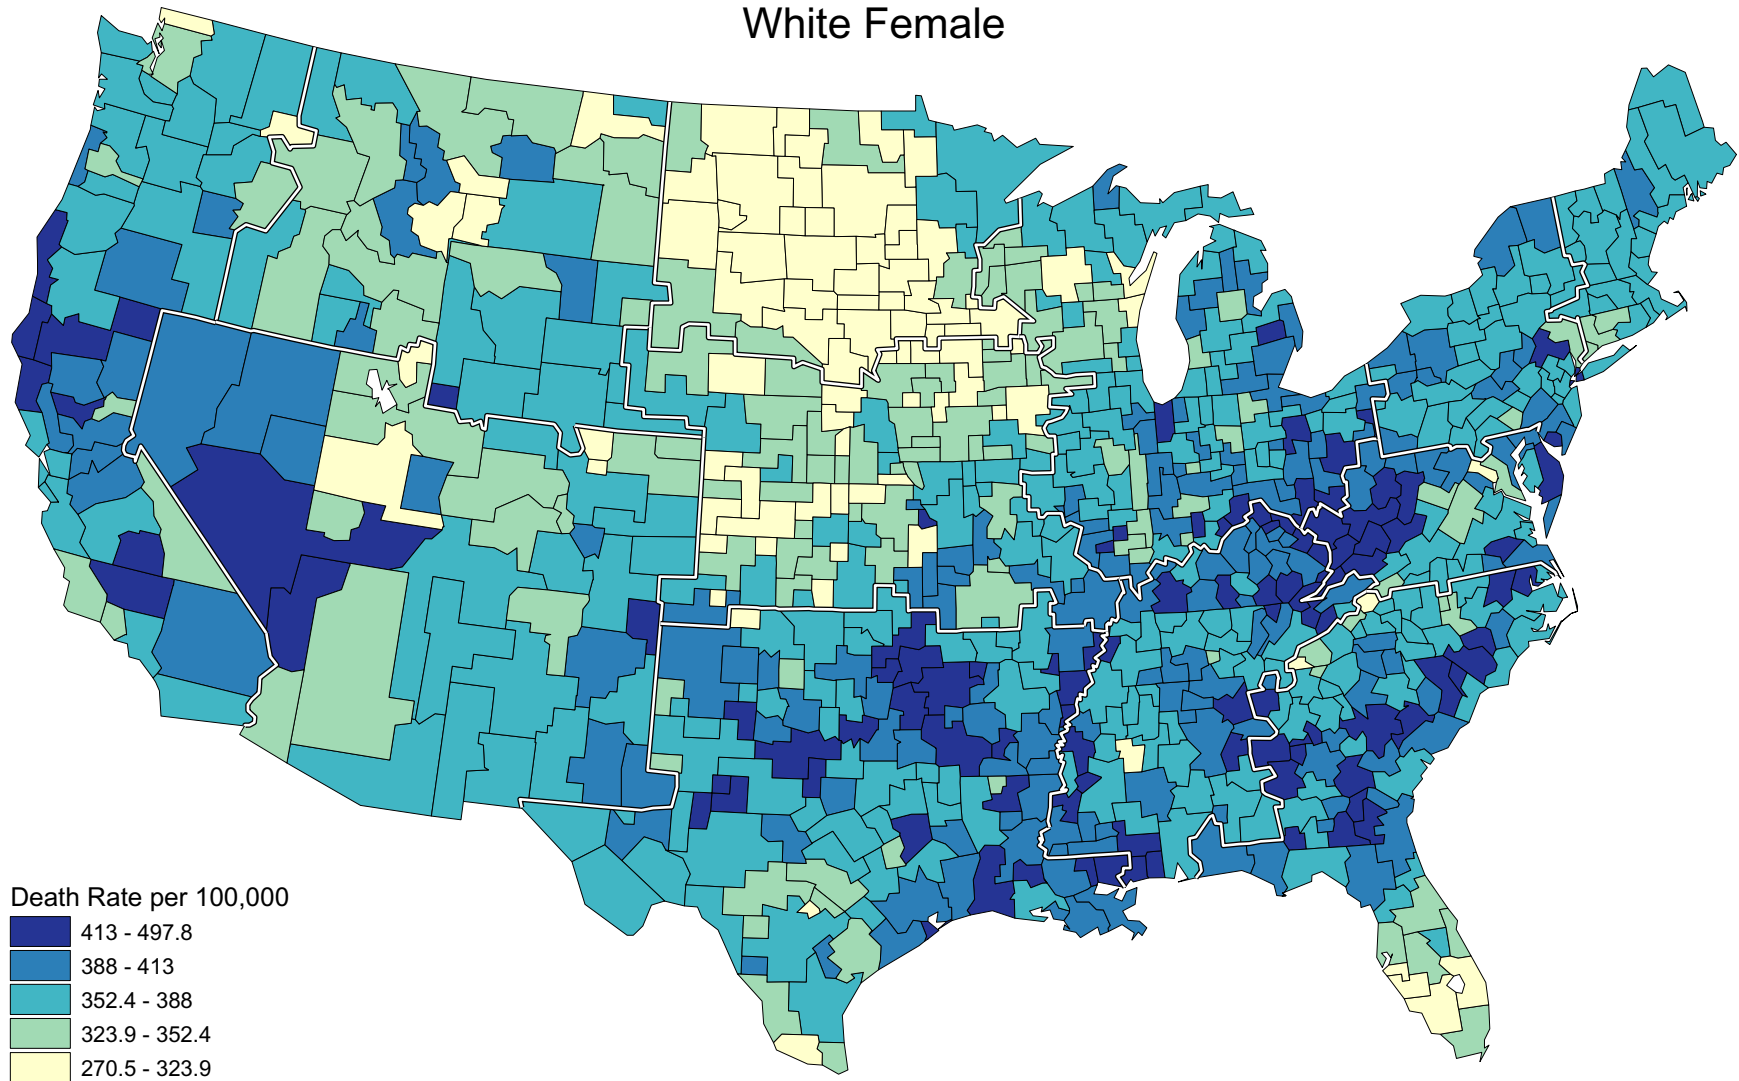 White Female
Death Rate per 100,000
413 - 497.8
388 - 413
352.4 - 388
323.9 - 352.4
270.5 - 323.9